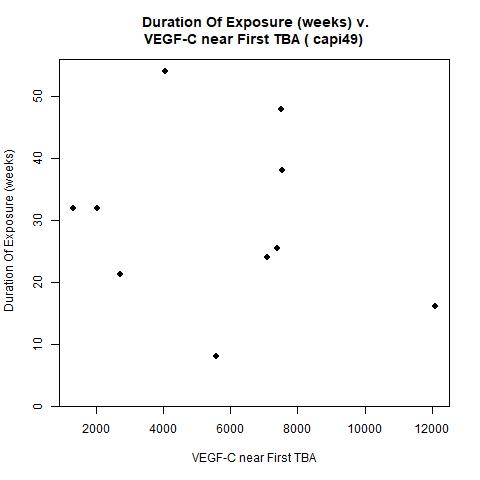 Duration Of Exposure (weeks) v.
VEGF-C near First TBA ( capi49)
Duration Of Exposure (weeks)
50
40
30
20
10
0
2000 4000 6000 8000 10000 12000
VEGF-C near First TBA